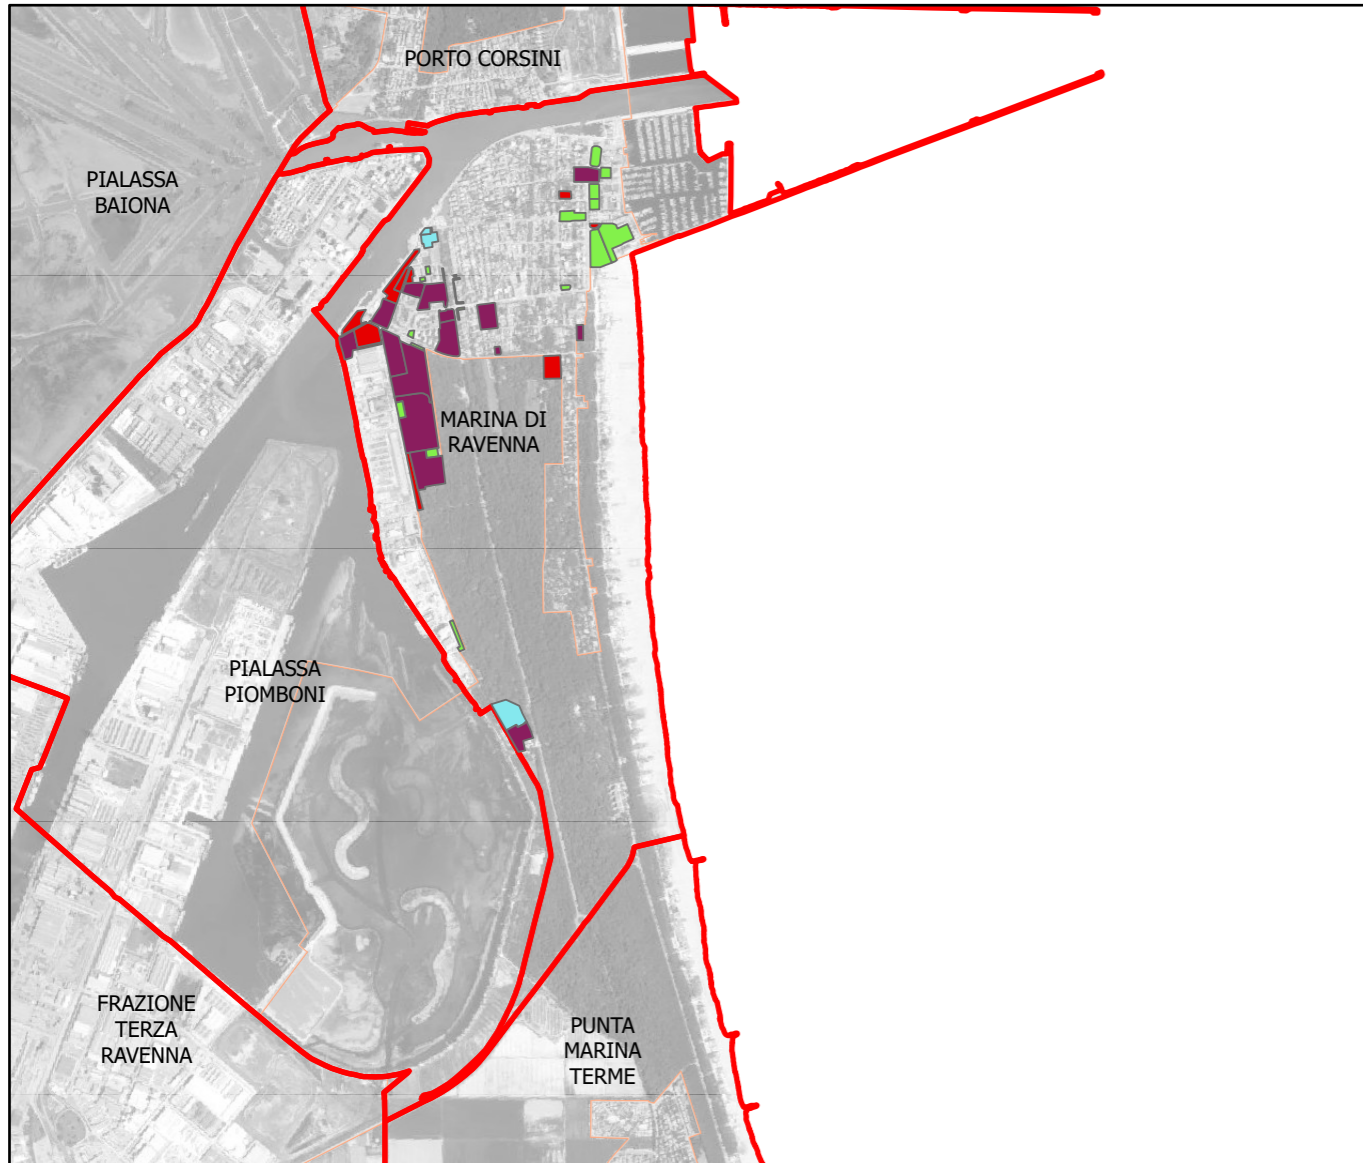 PORTO CORSINI
PIALASSA
BAIONA
MARINA DI
RAVENNA
PIALASSA
PIOMBONI
FRAZIONE
TERZA
RAVENNA
PUNTA
MARINA
TERME